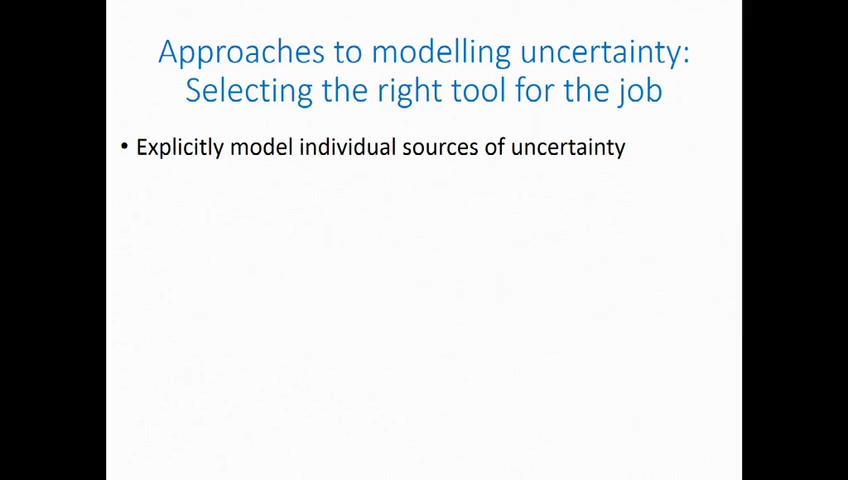 Approaches to modelling uncertainty:
Selecting the right tool for the job
• Explicitly model individual sources of uncertainty